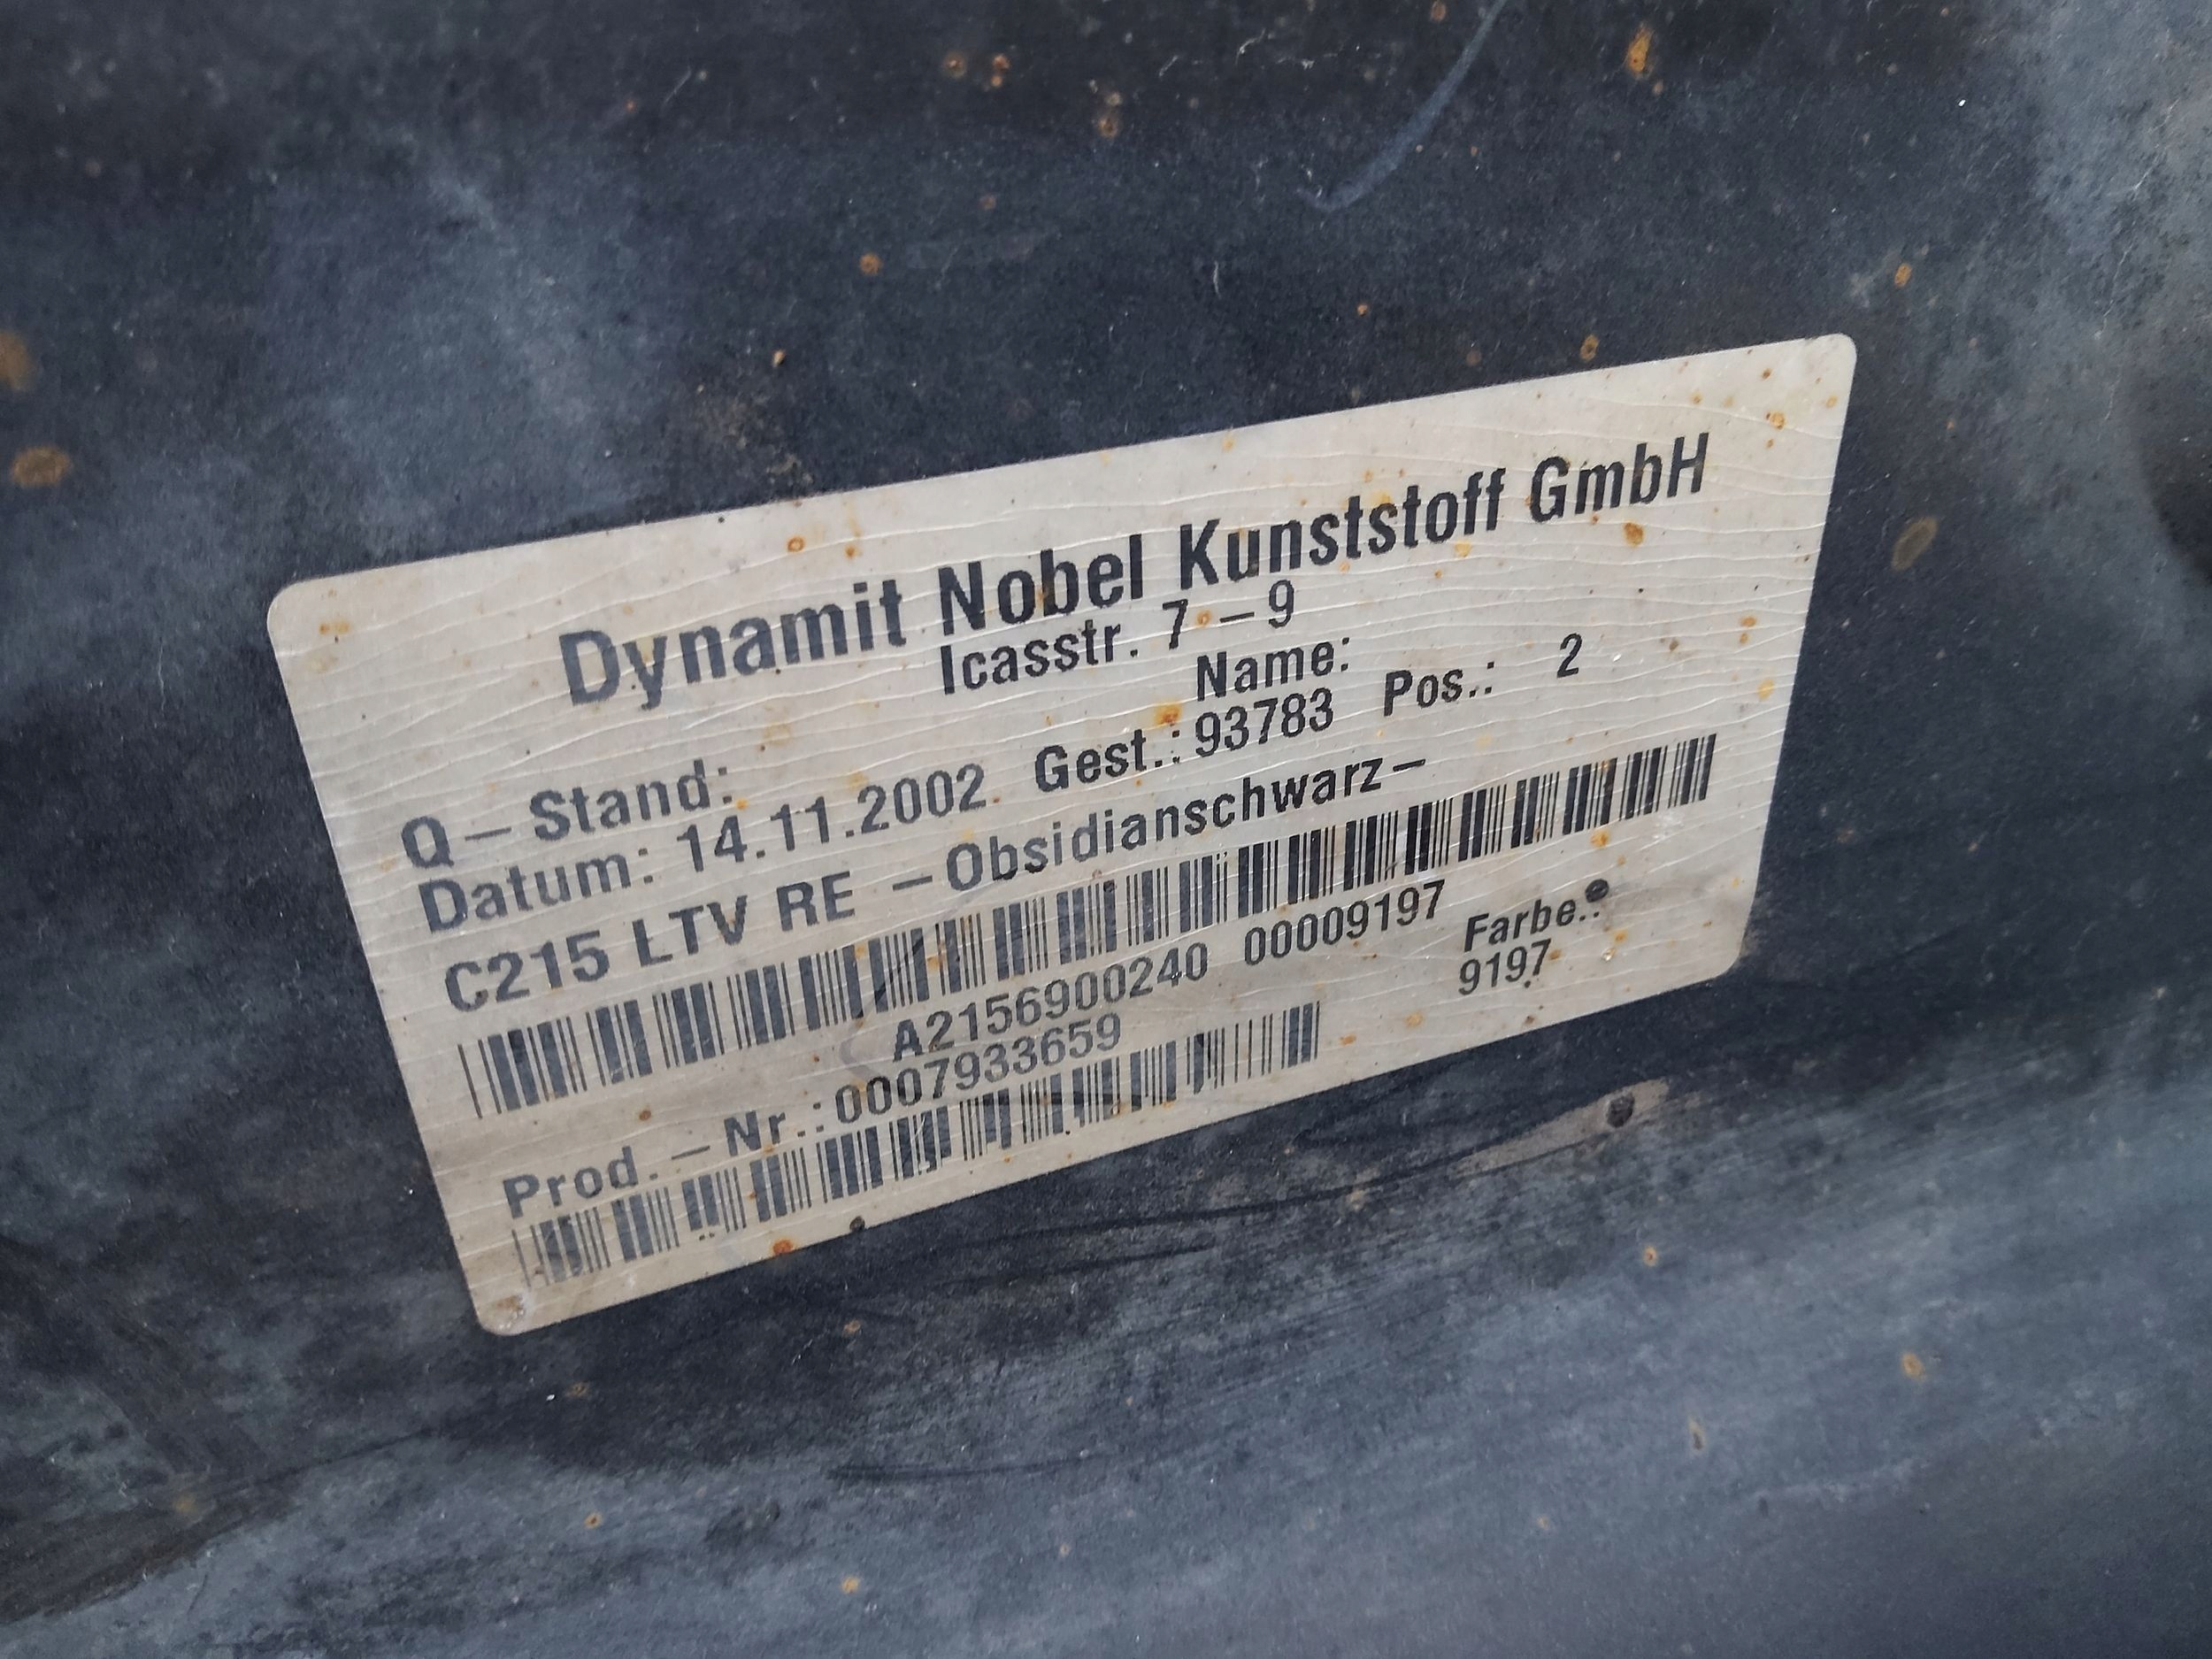 Dynamit Nobel Kunststoff GmbH
Icasstr. 7 – 9
Name:
Q – Stand:
Datum: 14.11.2002 Gest.: 93783 Pos.: 2
C215 LTV RE – Obsidianschwarz –
A2156900240 00009197
Farbe.:
9197
Prod. – Nr.: 0007933659